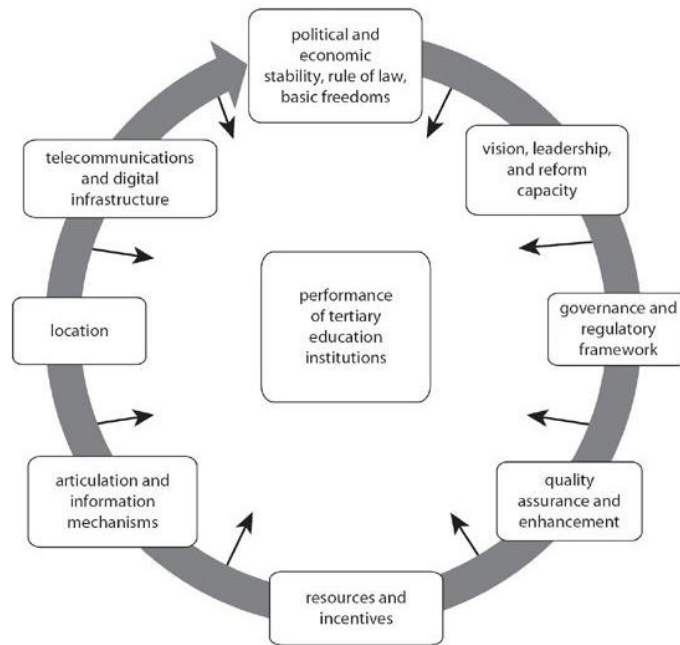 political and
economic
stability, rule of law,
basic freedoms
vision, leadership,
and reform
capacity
governance and
regulatory
framework
quality
assurance and
enhancement
resources and
incentives
articulation and
information
mechanisms
location
telecommunications
and digital
infrastructure
performance
of tertiary
education
institutions